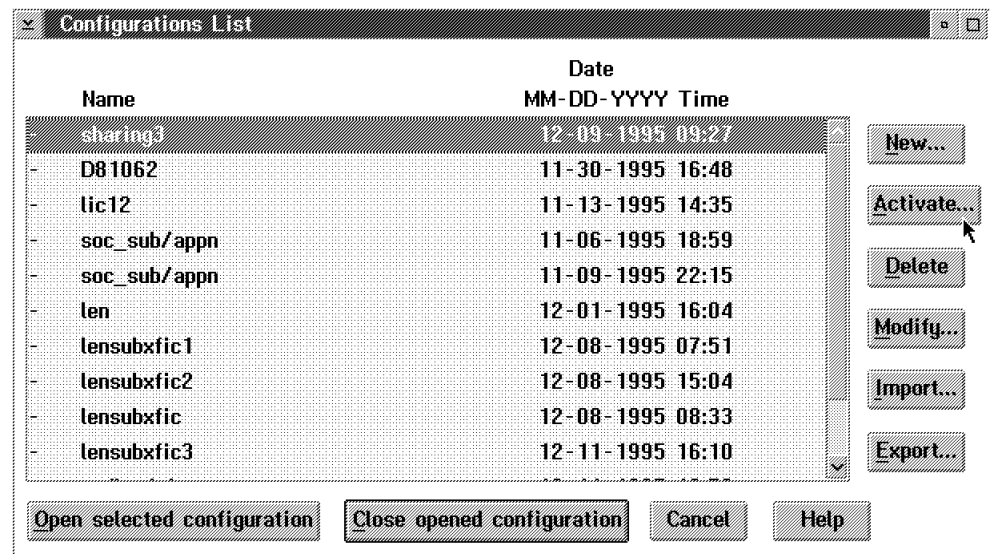 Configurations List
Date
Name MM-DD-YYYY Time
sharing3 12-09-1995 09:27
- D81062 11-30-1995 16:48
- lic12 11-13-1995 14:35
- soc_sub/appn 11-06-1995 18:59
- soc_sub/appn 11-09-1995 22:15
- len 12-01-1995 16:04
- lensubxfic1 12-08-1995 07:51
- lensubxfic2 12-08-1995 15:04
- lensubxfic 12-08-1995 08:33
- lensubxfic3 12-11-1995 16:10
New...
Activate...
Delete
Modify...
Import...
Export...
Open selected configuration Close opened configuration Cancel Help